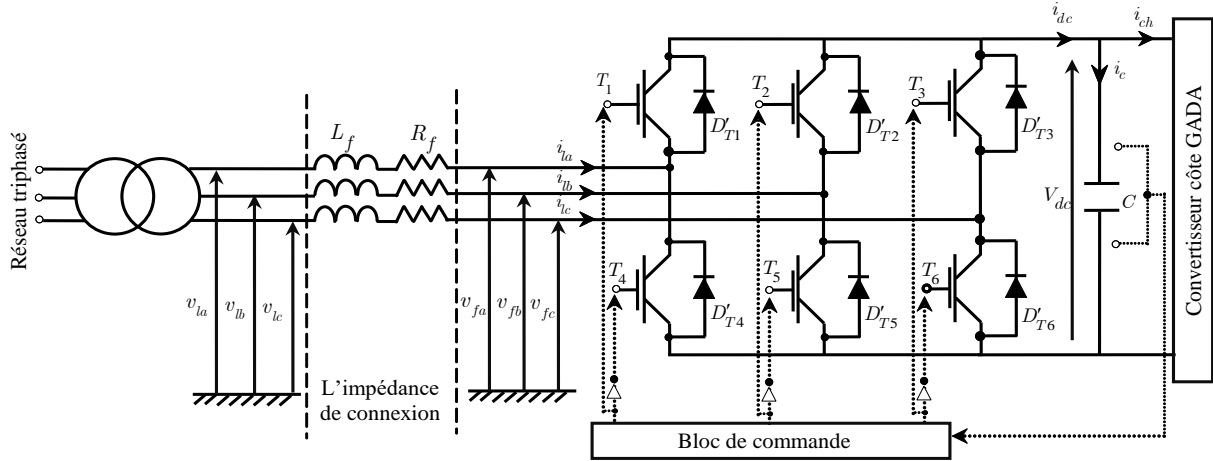 Réseau triphasé
L_f
R_f
i_la
i_lb
i_lc
v_la
v_lb
v_lc
v_fa
v_fb
v_fc
L'impédance
de connexion
T_1
T_2
T_3
D'_T1
D'_T2
D'_T3
T_4
T_5
T_6
D'_T4
D'_T5
D'_T6
i_dc
i_ch
i_c
V_dc
C
Convertisseur côte GADA
Bloc de commande